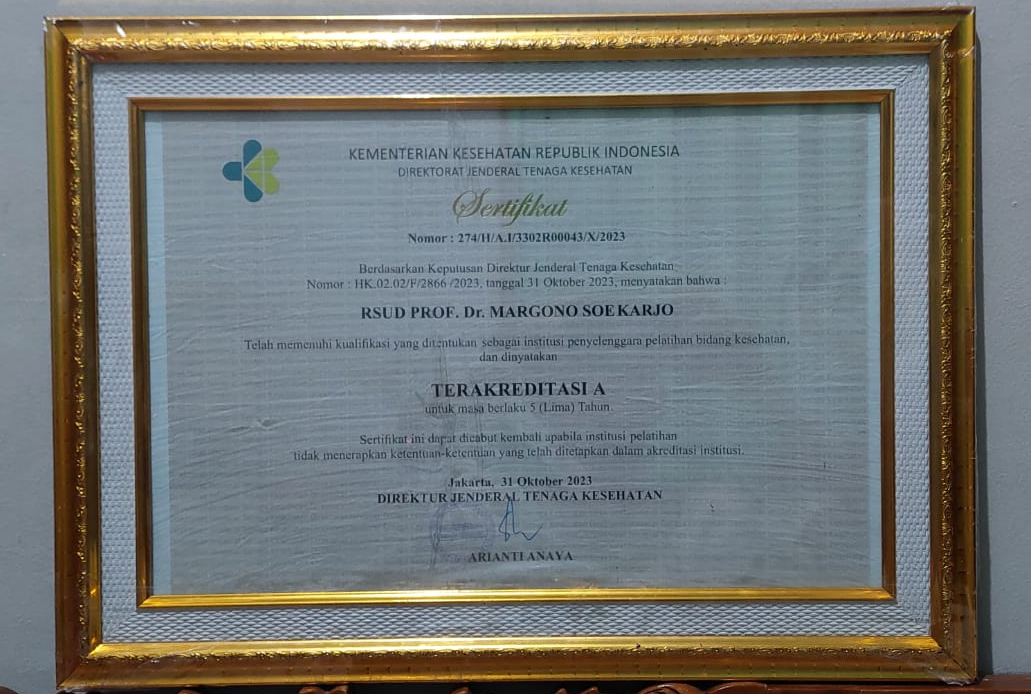 KEMENTERIAN KESEHATAN REPUBLIK INDONESIA
DIREKTORAT JENDERAL TENAGA KESEHATAN
Sertifikat
Nomor : 274/H/A.I/3302R00043/X/2023
Berdasarkan Keputusan Direktur Jenderal Tenaga Kesehatan
Nomor : HK.02.02/F/2866 /2023, tanggal 31 Oktober 2023, menyatakan bahwa :
RSUD PROF. Dr. MARGONO SOEKARJO
Telah memenuhi kualifikasi yang ditentukan sebagai institusi penyelenggara pelatihan bidang kesehatan,
dan dinyatakan
TERAKREDITASI A
untuk masa berlaku 5 (Lima) Tahun
Sertifikat ini dapat dicabut kembali apabila institusi pelatihan
tidak menerapkan ketentuan-ketentuan yang telah ditetapkan dalam akreditasi institusi.
Jakarta, 31 Oktober 2023
DIREKTUR JENDERAL TENAGA KESEHATAN
ARIANTI ANAYA